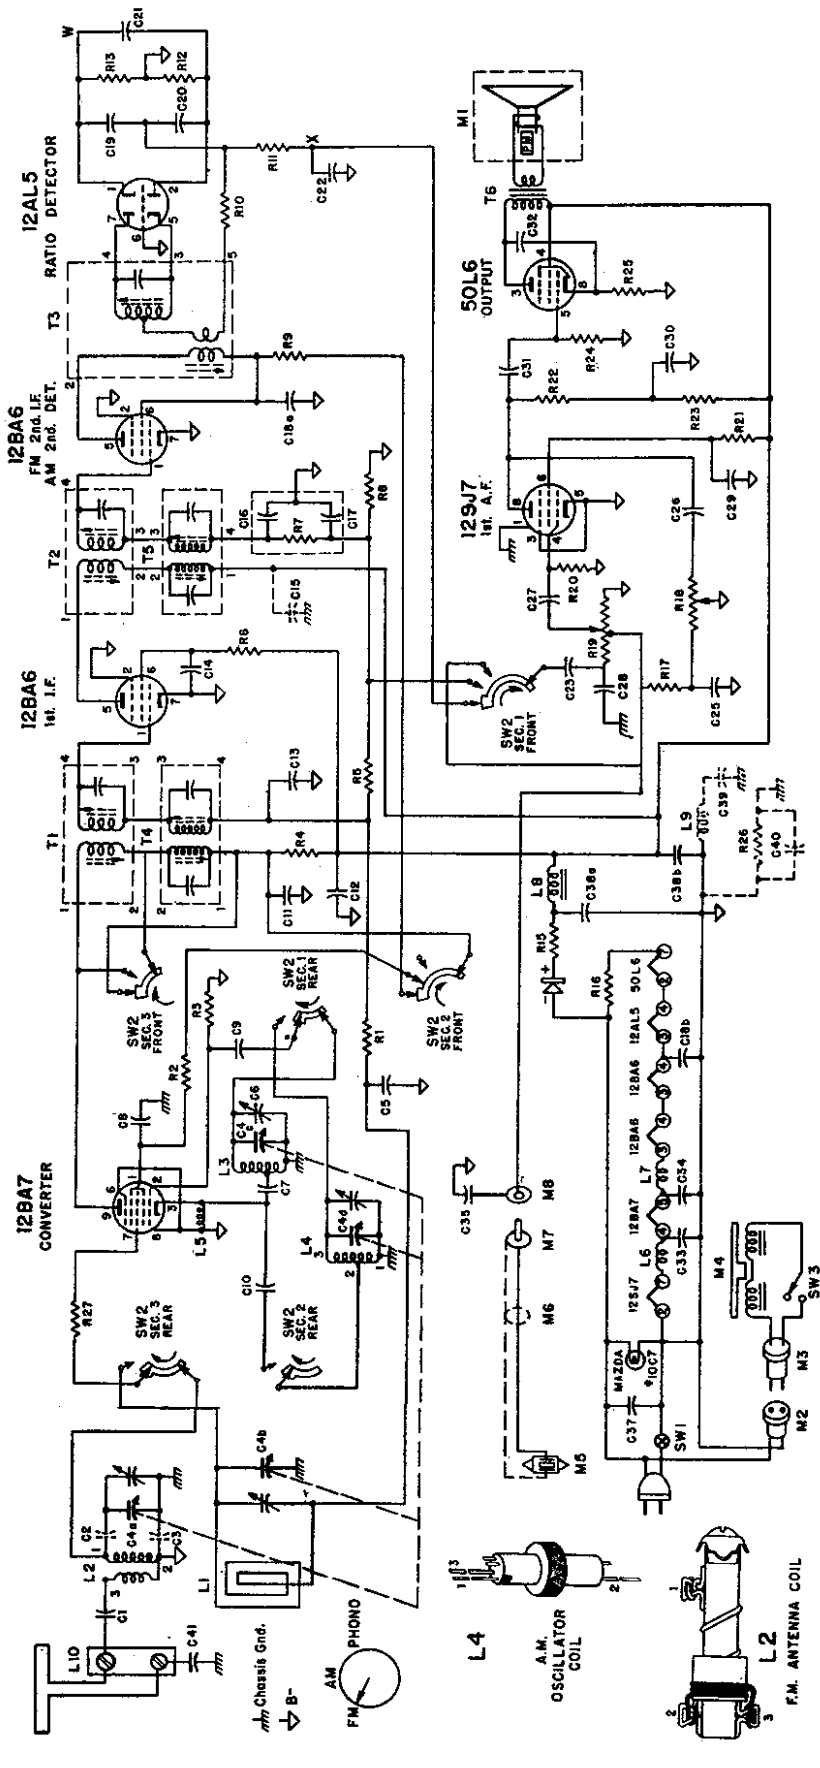 12BA7
CONVERTER
12BA6
1st. I.F.
12BA6
FM 2nd. I.F.
AM 2nd. DET.
12AL5
RATIO DETECTOR
T1
T4
T2
T5
T3
L10
C1
C41
L2
C2
C4a
C3
L1
C4b
R27
SW2
SEC. 3
REAR
SW2
SEC. 2
REAR
C10
L5
C8
R2
R3
C9
L3
C4c
C6
C7
L4
C4d
SW2
SEC. 3
FRONT
SW2
SEC. 1
REAR
SW2
SEC. 2
FRONT
R1
C5
C11
C12
R4
C13
R5
C14
R6
C15
C16
R7
C17
R8
C18a
R9
R10
R11
C22
X
C19
C20
R13
R12
C21
W
Chassis Gnd.
B-
FM
AM
PHONO
12SJ7
1st. A.F.
50L6
OUTPUT
T6
M1
P.M.
C32
R25
R24
C31
R22
C30
R23
R21
C29
C26
R18
R17
C25
R20
C27
R19
C23
C28
SW2
SEC. 1
FRONT
C35
M8
M7
M6
M5
L8
R15
C38a
C38b
L9
C39
R26
C40
R16
50L6
12AL5
12BA6
12BA6
L7
12BA7
L6
12SJ7
C18b
C34
C33
MAZDA
#10C7
C37
SW1
M2
M3
M4
SW3
L4
A.M.
OSCILLATOR
COIL
L2
F.M. ANTENNA COIL